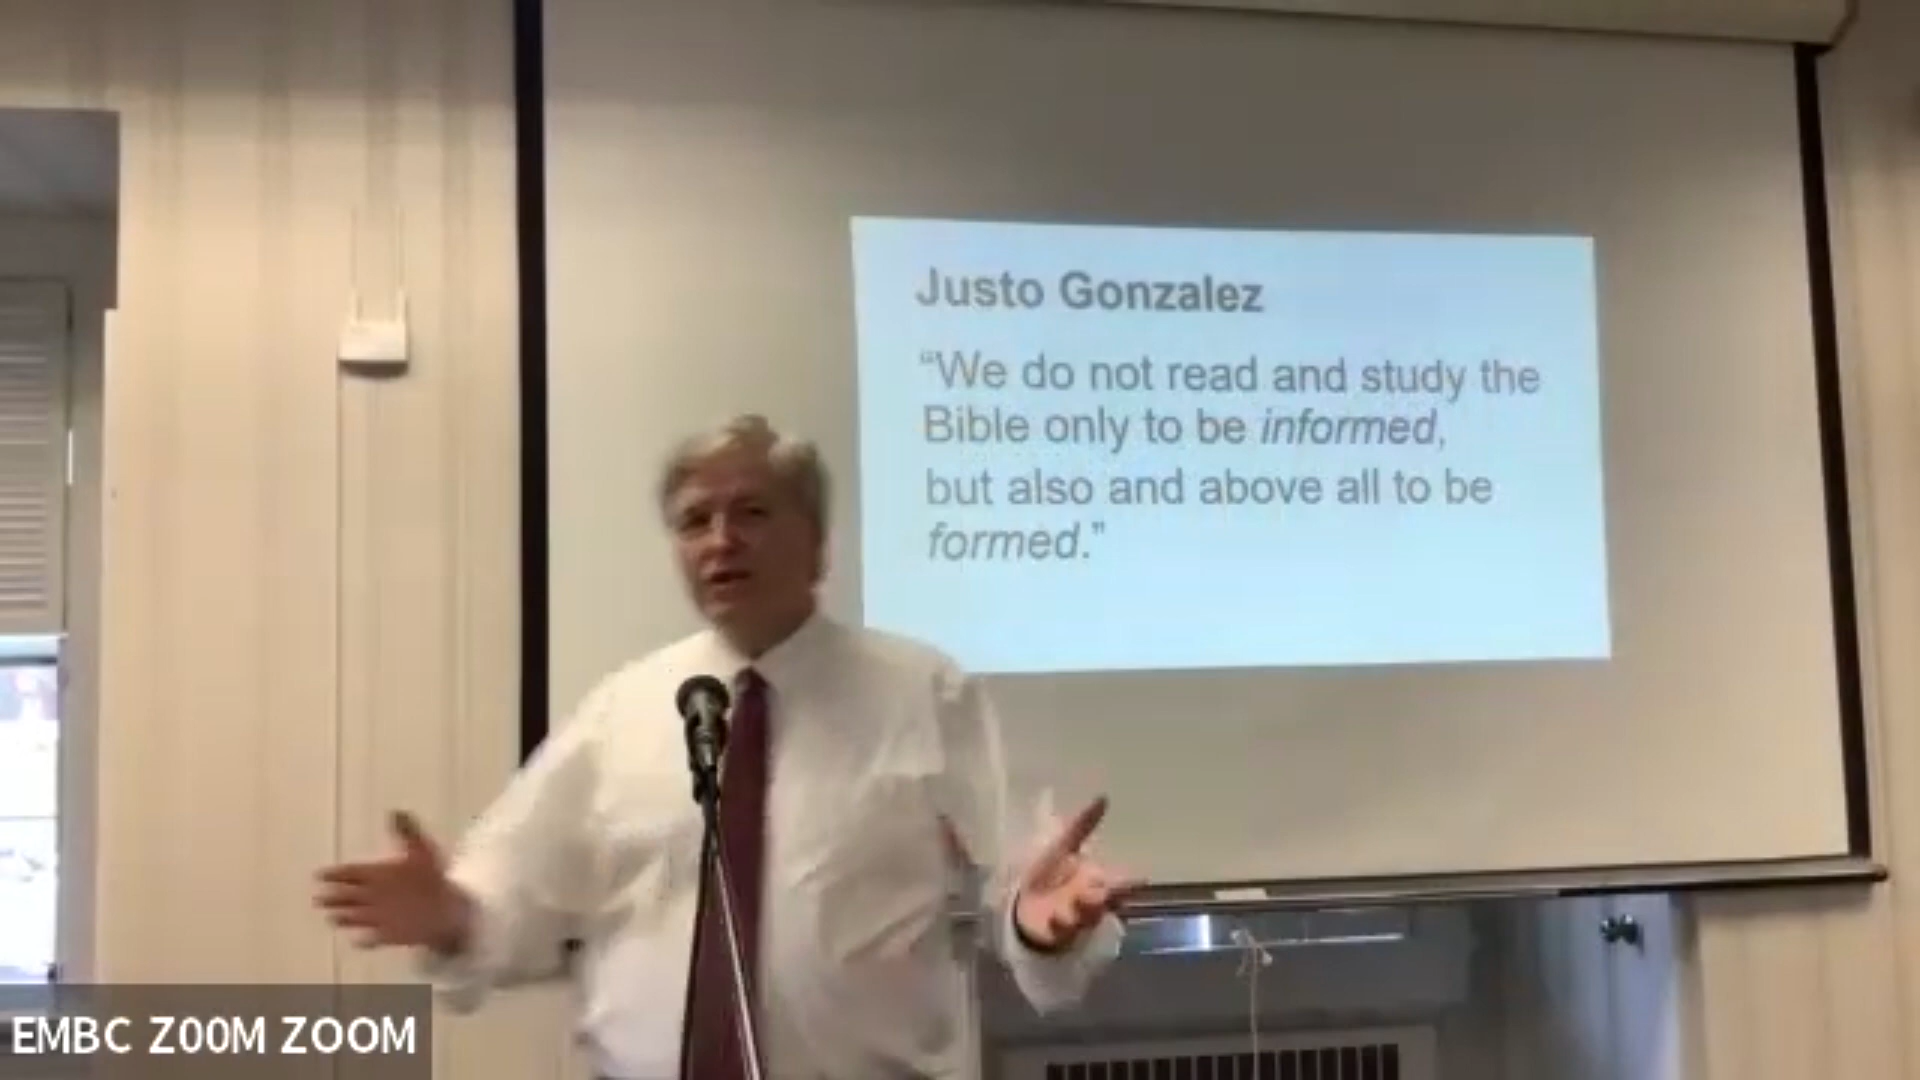 Justo Gonzalez
“We do not read and study the
Bible only to be informed,
but also and above all to be
formed.”
EMBC Z00M ZOOM